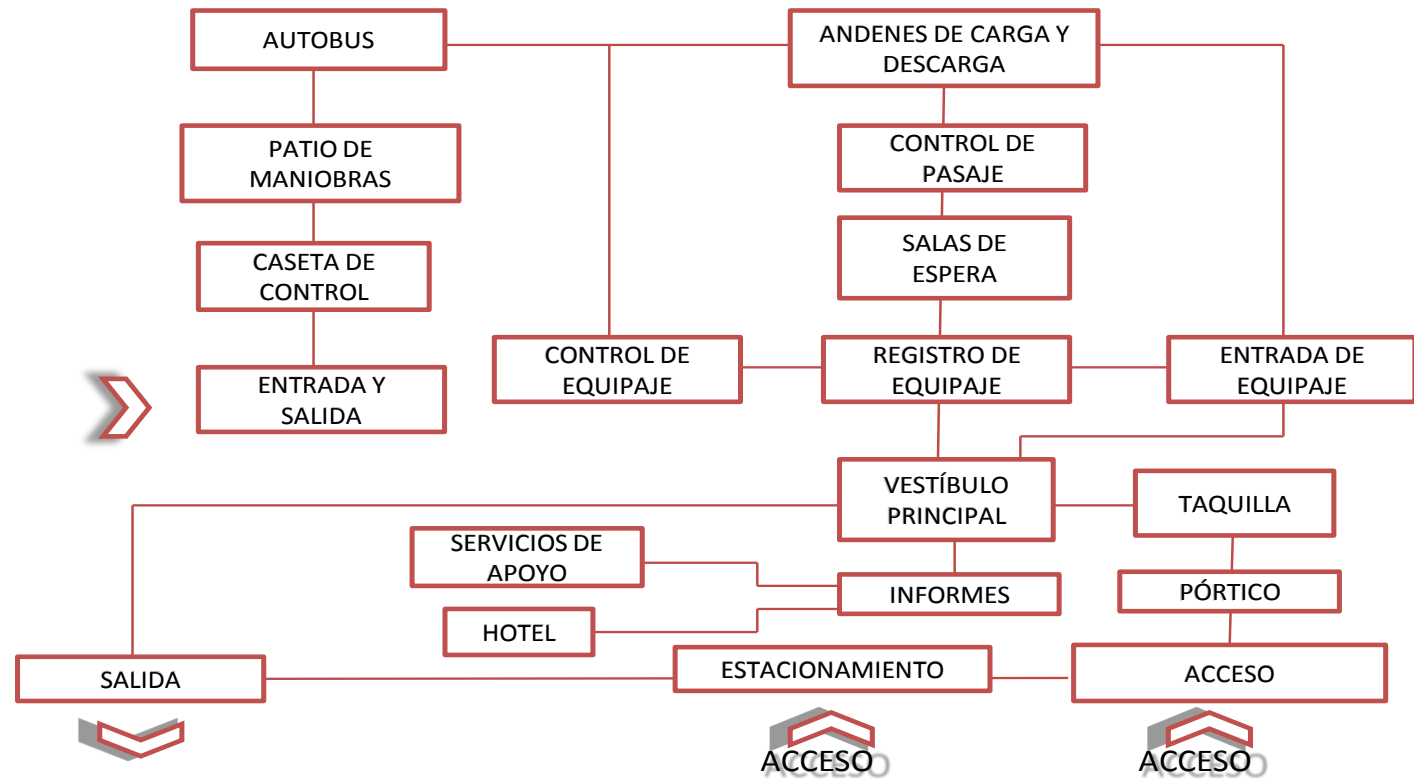 AUTOBUS
ANDENES DE CARGA Y
DESCARGA
PATIO DE
MANIOBRAS
CONTROL DE
PASAJE
CASETA DE
CONTROL
SALAS DE
ESPERA
ENTRADA Y
SALIDA
CONTROL DE
EQUIPAJE
REGISTRO DE
EQUIPAJE
ENTRADA DE
EQUIPAJE
VESTÍBULO
PRINCIPAL
TAQUILLA
SERVICIOS DE
APOYO
INFORMES
PÓRTICO
HOTEL
SALIDA
ESTACIONAMIENTO
ACCESO
ACCESO
ACCESO